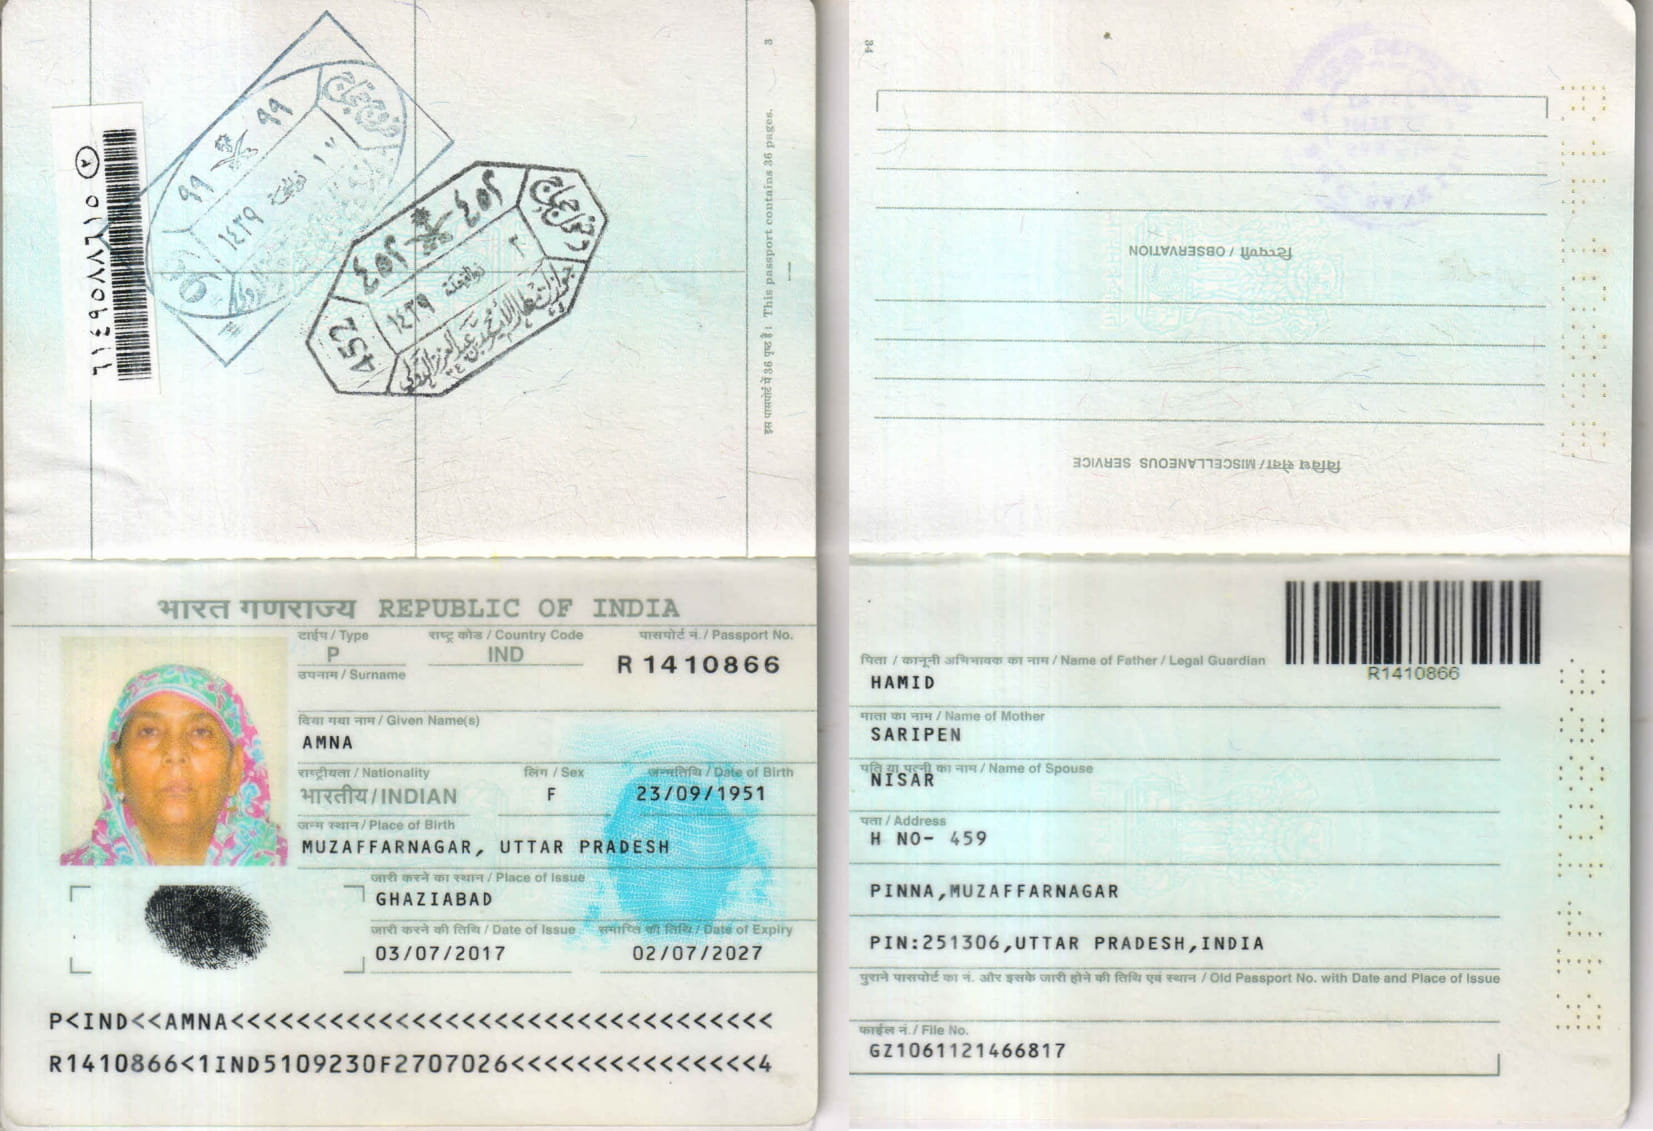 3
इस पासपोर्ट में 36 पृष्ठ हैं। This passport contains 36 pages.
٩٩ ٩٩
١٤٣٩
٤٥٢ ٤٥٢
١٤٣٩
452
भारत गणराज्य REPUBLIC OF INDIA
टाईप / Type
राष्ट्र कोड / Country Code
पासपोर्ट नं. / Passport No.
P
IND
R1410866
उपनाम / Surname
दिया गया नाम / Given Name(s)
AMNA
राष्ट्रीयता / Nationality
लिंग / Sex
जन्मतिथि / Date of Birth
भारतीय / INDIAN
F
23/09/1951
जन्म स्थान / Place of Birth
MUZAFFARNAGAR, UTTAR PRADESH
जारी करने का स्थान / Place of Issue
GHAZIABAD
जारी करने की तिथि / Date of Issue
समाप्ति की तिथि / Date of Expiry
03/07/2017
02/07/2027
P<IND<<AMNA<<<<<<<<<<<<<<<<<<<<<<<<<<<<<<<<<
R1410866<1IND5109230F2707026<<<<<<<<<<<<<<<4
34
टिप्पणी / OBSERVATION
विविध सेवा / MISCELLANEOUS SERVICE
R1410866
पिता / कानूनी अभिभावक का नाम / Name of Father / Legal Guardian
HAMID
माता का नाम / Name of Mother
SARIPEN
पति या पत्नी का नाम / Name of Spouse
NISAR
पता / Address
H NO- 459
PINNA,MUZAFFARNAGAR
PIN:251306,UTTAR PRADESH,INDIA
पुराने पासपोर्ट का नं. और इसके जारी होने की तिथि एवं स्थान / Old Passport No. with Date and Place of Issue
फाईल नं. / File No.
GZ1061121466817